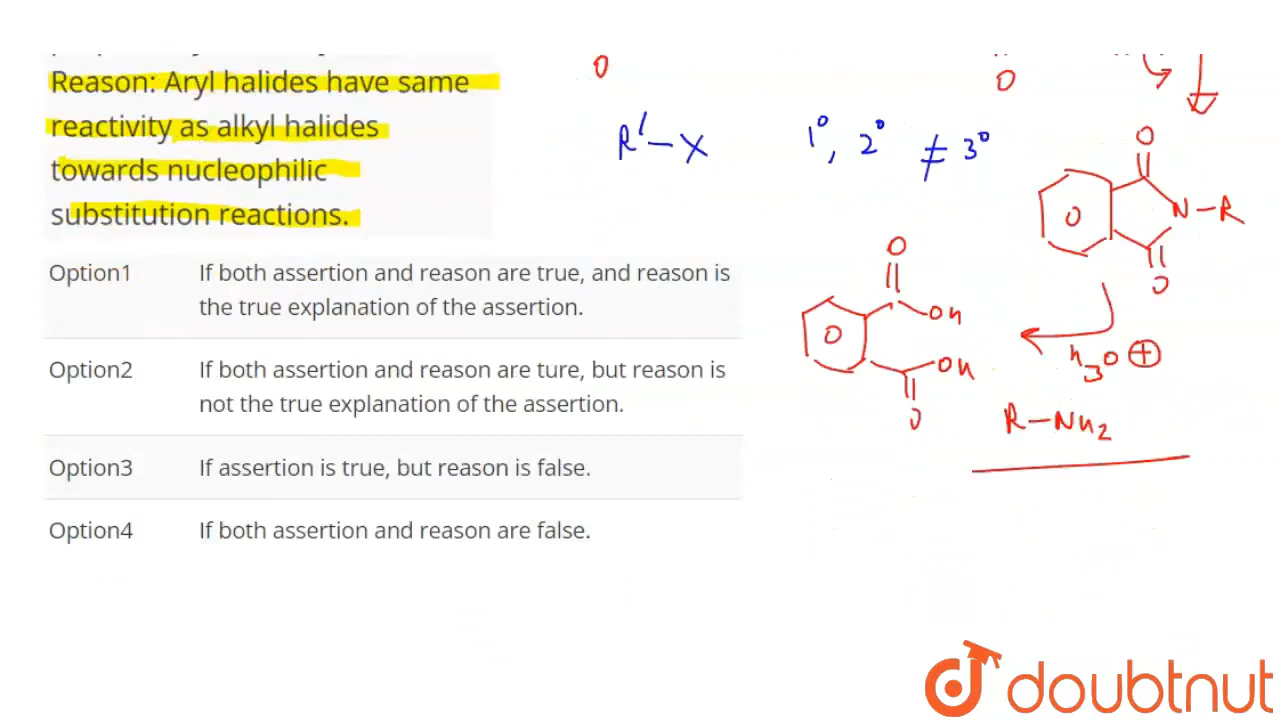 Reason: Aryl halides have same
reactivity as alkyl halides
towards nucleophilic
substitution reactions.
Option1 If both assertion and reason are true, and reason is
the true explanation of the assertion.
Option2 If both assertion and reason are ture, but reason is
not the true explanation of the assertion.
Option3 If assertion is true, but reason is false.
Option4 If both assertion and reason are false.
O
R'-X 1°, 2° ≠ 3°
O
O
N-R
O
O
O
OH
OH
O
O
H3O ⊕
R-NH2
doubtnut